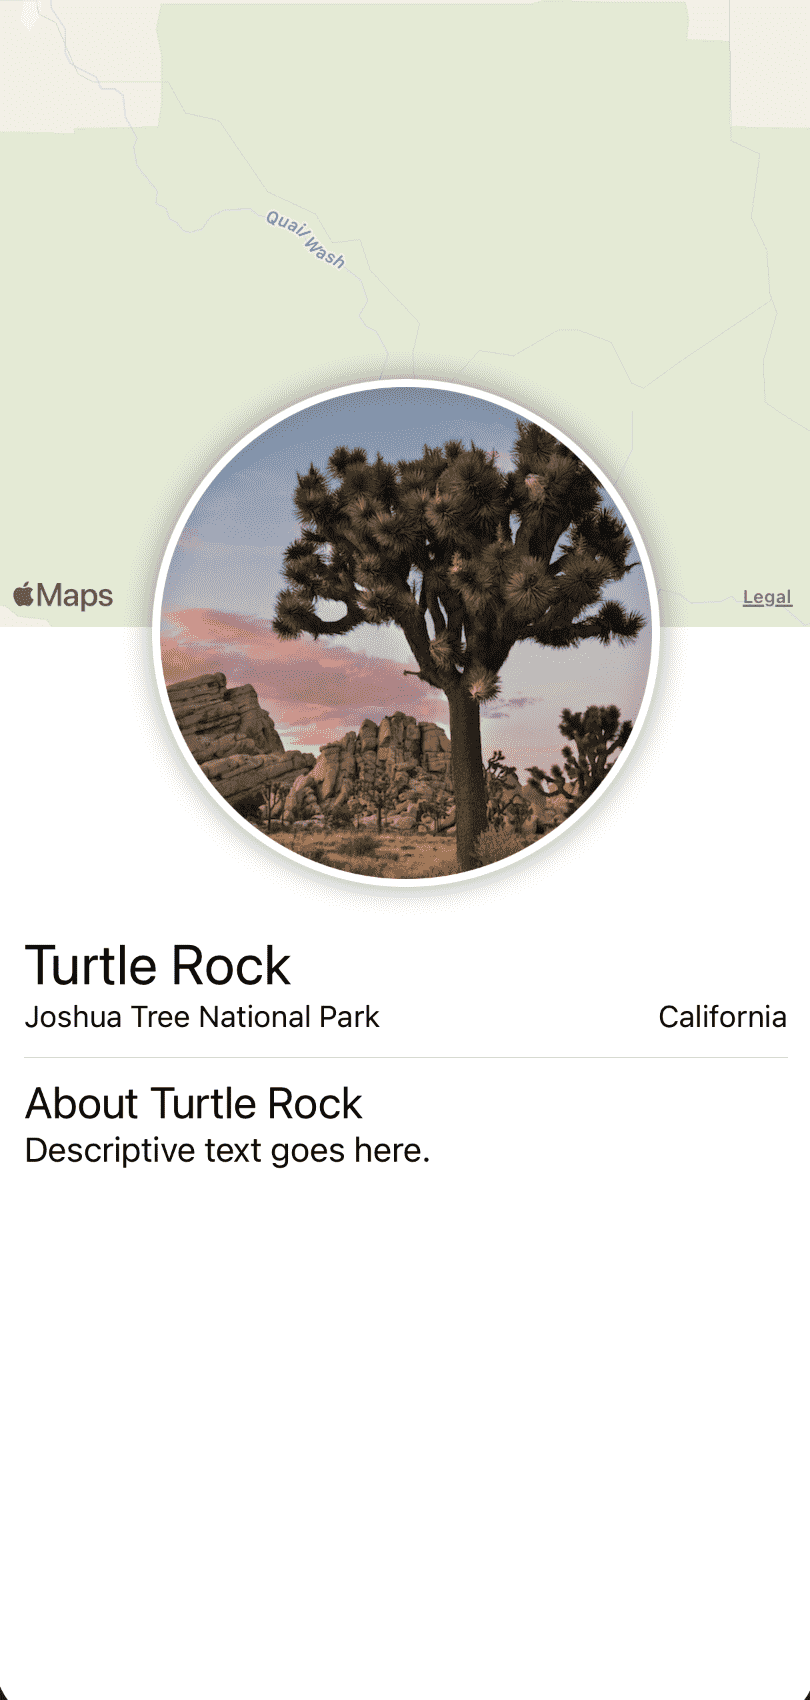 Quail Wash
Maps
Legal
Turtle Rock
Joshua Tree National Park California
About Turtle Rock
Descriptive text goes here.